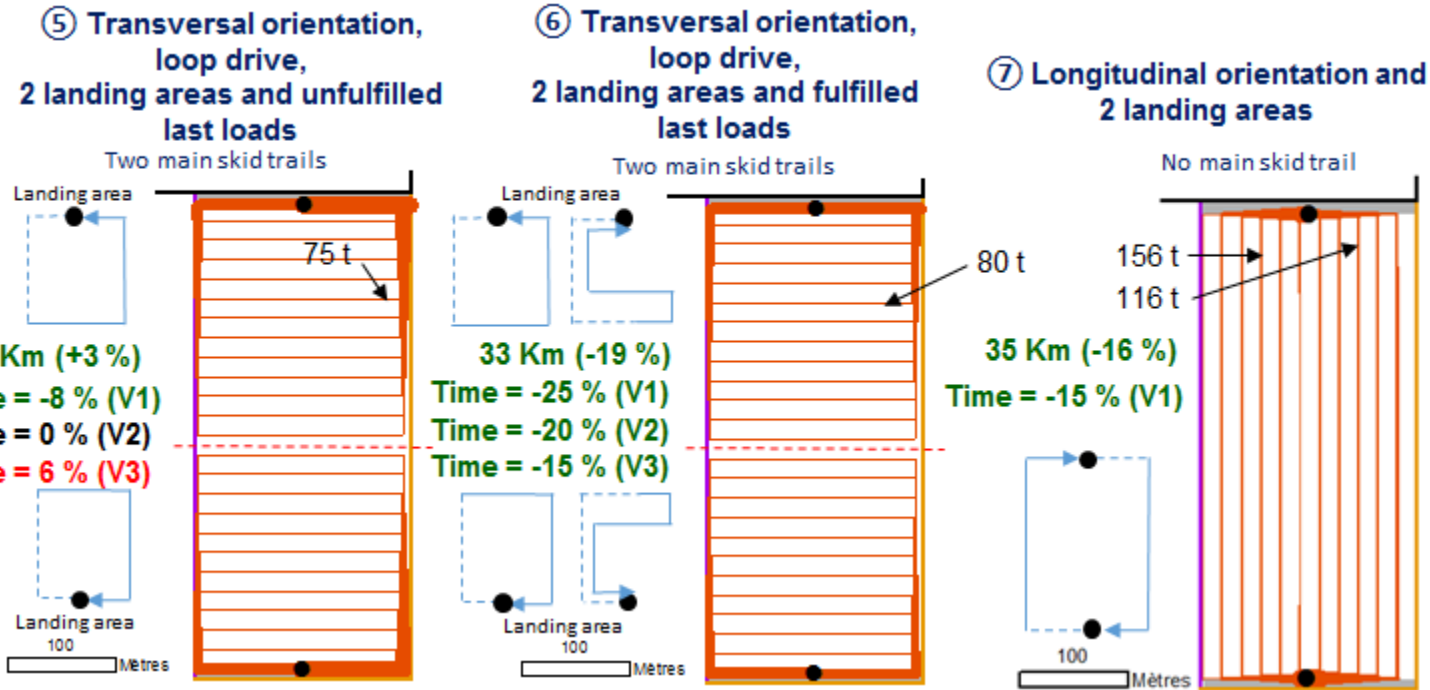 ⑤ Transversal orientation,
loop drive,
2 landing areas and unfulfilled
last loads
Two main skid trails
Landing area
75 t
Km (+3 %)
e = -8 % (V1)
e = 0 % (V2)
e = 6 % (V3)
Landing area
100
Mètres
⑥ Transversal orientation,
loop drive,
2 landing areas and fulfilled
last loads
Two main skid trails
Landing area
80 t
33 Km (-19 %)
Time = -25 % (V1)
Time = -20 % (V2)
Time = -15 % (V3)
Landing area
100
Mètres
⑦ Longitudinal orientation and
2 landing areas
No main skid trail
156 t
116 t
35 Km (-16 %)
Time = -15 % (V1)
100
Mètres